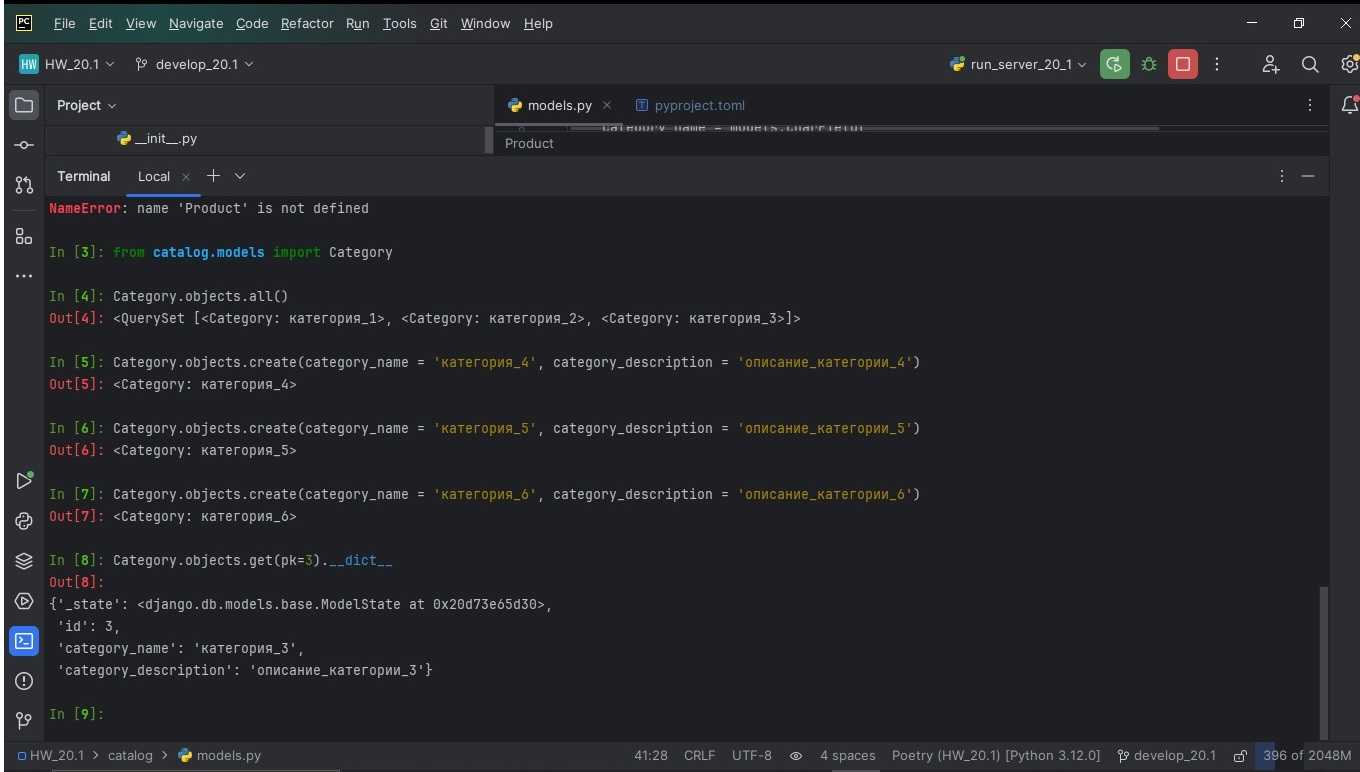 PC File Edit View Navigate Code Refactor Run Tools Git Window Help
HW HW_20.1 develop_20.1 run_server_20_1
Project models.py pyproject.toml
__init__.py category_name = models.CharField(
Product
Terminal Local
NameError: name 'Product' is not defined
In [3]: from catalog.models import Category
In [4]: Category.objects.all()
Out[4]: <QuerySet [<Category: категория_1>, <Category: категория_2>, <Category: категория_3>]>
In [5]: Category.objects.create(category_name = 'категория_4', category_description = 'описание_категории_4')
Out[5]: <Category: категория_4>
In [6]: Category.objects.create(category_name = 'категория_5', category_description = 'описание_категории_5')
Out[6]: <Category: категория_5>
In [7]: Category.objects.create(category_name = 'категория_6', category_description = 'описание_категории_6')
Out[7]: <Category: категория_6>
In [8]: Category.objects.get(pk=3).__dict__
Out[8]:
{'_state': <django.db.models.base.ModelState at 0x20d73e65d30>,
 'id': 3,
 'category_name': 'категория_3',
 'category_description': 'описание_категории_3'}
In [9]:
HW_20.1 > catalog > models.py 41:28 CRLF UTF-8 4 spaces Poetry (HW_20.1) [Python 3.12.0] develop_20.1 396 of 2048M